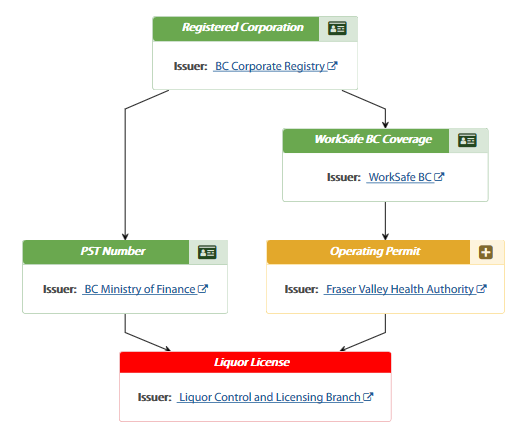 Registered Corporation
Issuer: BC Corporate Registry
WorkSafe BC Coverage
Issuer: WorkSafe BC
PST Number
Issuer: BC Ministry of Finance
Operating Permit
Issuer: Fraser Valley Health Authority
Liquor License
Issuer: Liquor Control and Licensing Branch